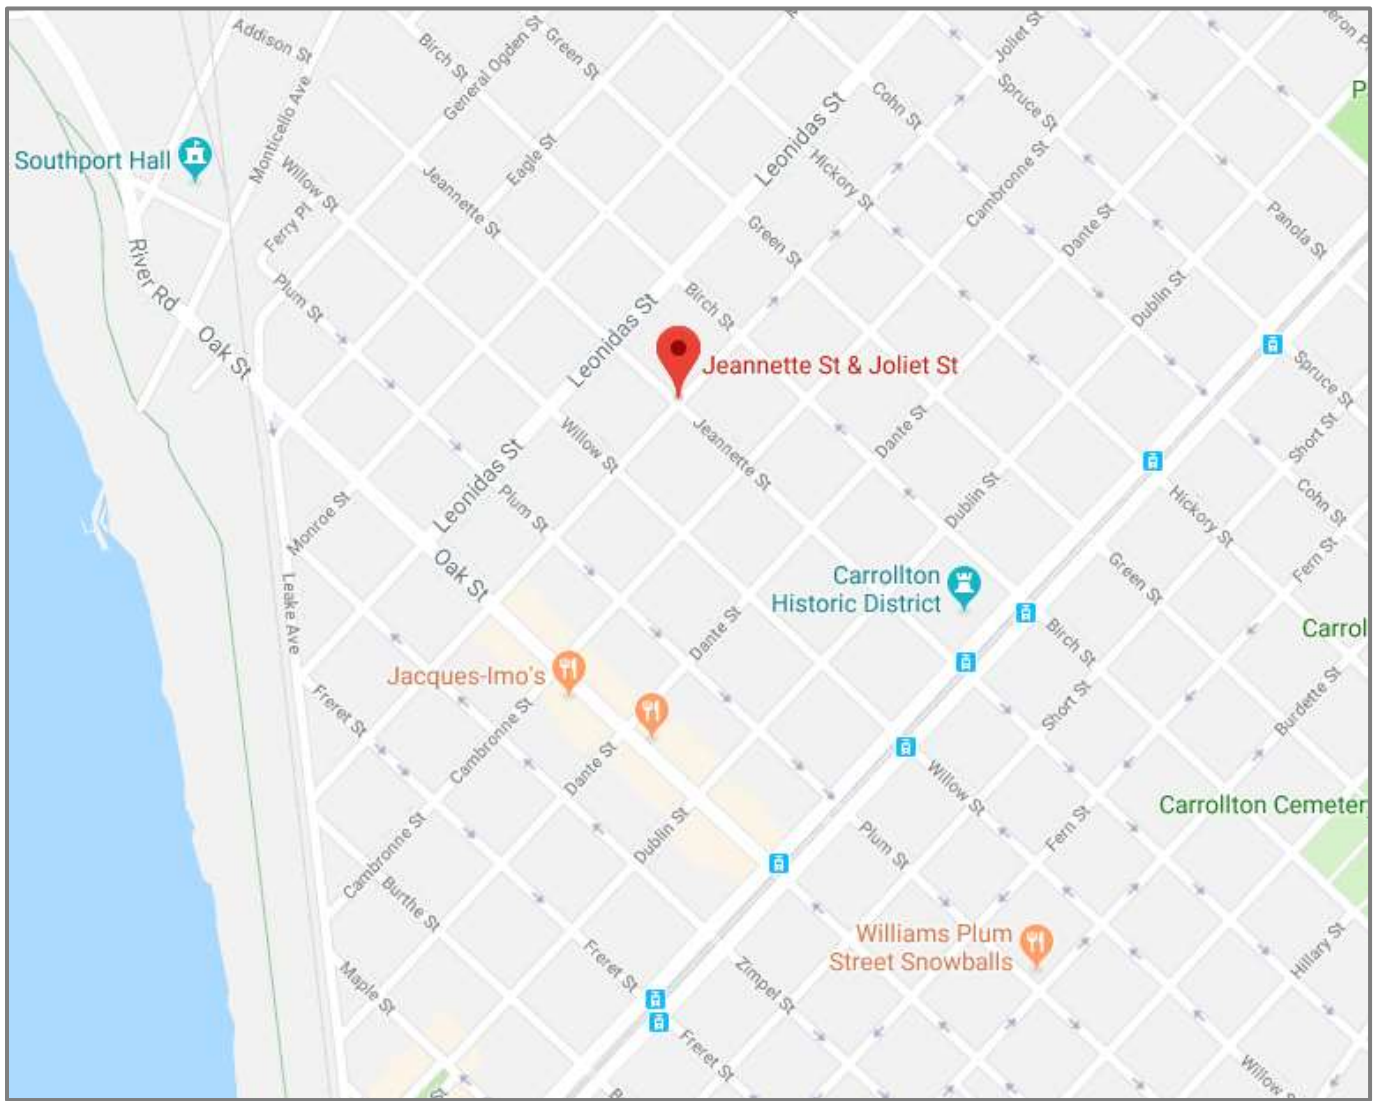 Addison St
Birch St
General Ogden St
Green St
Joliet St
Monticello Ave
Cohn St
Spruce St
P
Southport Hall
Willow St
Jeannette St
Eagle St
Leonidas St
Hickory St
Cambronne St
Dante St
Panola St
Ferry Pl
Green St
River Rd
Plum St
Leonidas St
Birch St
Dublin St
Oak St
Jeannette St & Joliet St
Spruce St
Willow St
Jeannette St
Dante St
Short St
Leonidas St
Plum St
Dublin St
Hickory St
Cohn St
Monroe St
Oak St
Fern St
Leake Ave
Carrollton
Historic District
Green St
Dante St
Birch St
Carrol
Jacques-Imo's
Freret St
Cambronne St
Short St
Burdette St
Dante St
Willow St
Carrollton Cemeter
Cambronne St
Dublin St
Plum St
Fern St
Burthe St
Williams Plum
Street Snowballs
Hillary St
Maple St
Freret St
Zimpel St
Freret St
Willow S